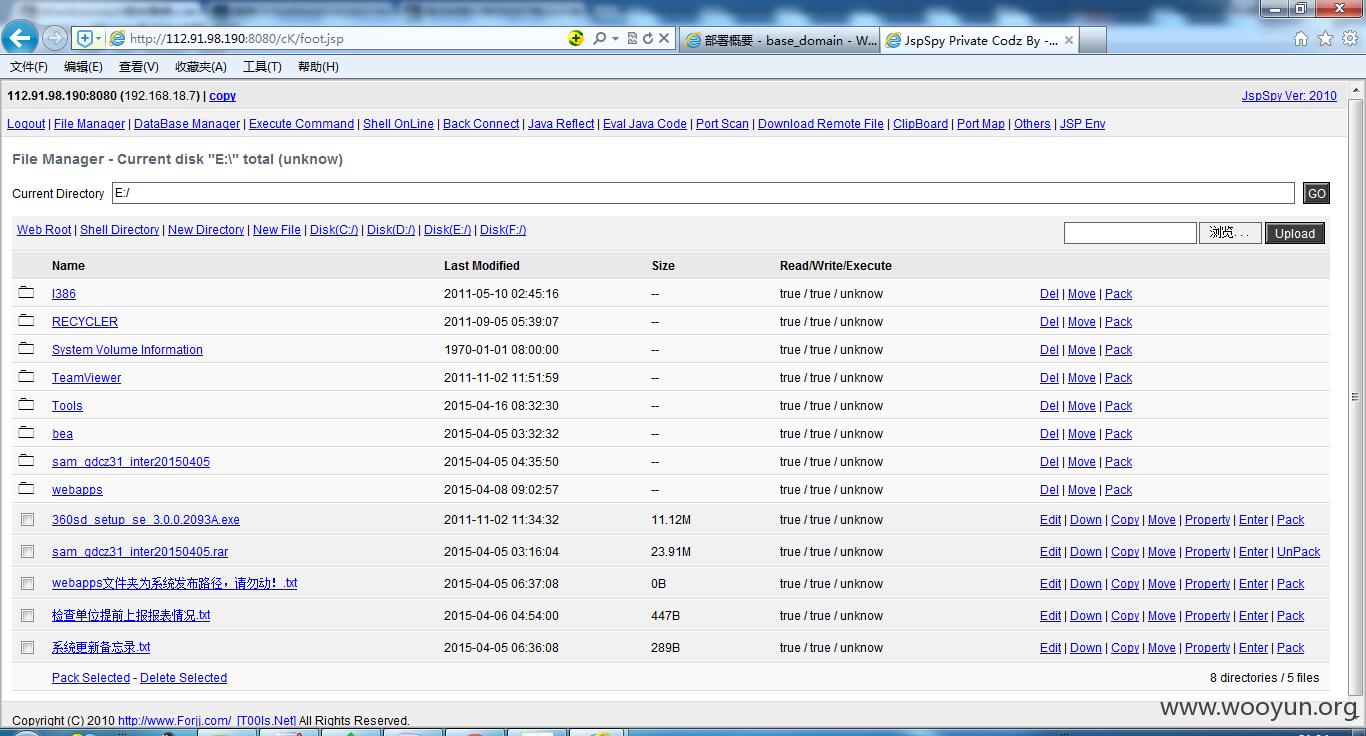 http://112.91.98.190:8080/cK/foot.jsp
部署概要 - base_domain - W...
JspSpy Private Codz By -...
文件(F) 编辑(E) 查看(V) 收藏夹(A) 工具(T) 帮助(H)
112.91.98.190:8080 (192.168.18.7) | copy
JspSpy Ver: 2010
Logout | File Manager | DataBase Manager | Execute Command | Shell OnLine | Back Connect | Java Reflect | Eval Java Code | Port Scan | Download Remote File | ClipBoard | Port Map | Others | JSP Env
File Manager - Current disk "E:\" total (unknow)
Current Directory E:/ GO
Web Root | Shell Directory | New Directory | New File | Disk(C:/) | Disk(D:/) | Disk(E:/) | Disk(F:/) 浏览... Upload
Name Last Modified Size Read/Write/Execute
I386 2011-05-10 02:45:16 -- true / true / unknow Del | Move | Pack
RECYCLER 2011-09-05 05:39:07 -- true / true / unknow Del | Move | Pack
System Volume Information 1970-01-01 08:00:00 -- true / true / unknow Del | Move | Pack
TeamViewer 2011-11-02 11:51:59 -- true / true / unknow Del | Move | Pack
Tools 2015-04-16 08:32:30 -- true / true / unknow Del | Move | Pack
bea 2015-04-05 03:32:32 -- true / true / unknow Del | Move | Pack
sam_gdcz31_inter20150405 2015-04-05 04:35:50 -- true / true / unknow Del | Move | Pack
webapps 2015-04-08 09:02:57 -- true / true / unknow Del | Move | Pack
360sd_setup_se_3.0.0.2093A.exe 2011-11-02 11:34:32 11.12M true / true / unknow Edit | Down | Copy | Move | Property | Enter | Pack
sam_gdcz31_inter20150405.rar 2015-04-05 03:16:04 23.91M true / true / unknow Edit | Down | Copy | Move | Property | Enter | UnPack
webapps文件夹为系统发布路径，请勿动！.txt 2015-04-05 06:37:08 0B true / true / unknow Edit | Down | Copy | Move | Property | Enter | Pack
检查单位提前上报报表情况.txt 2015-04-06 04:54:00 447B true / true / unknow Edit | Down | Copy | Move | Property | Enter | Pack
系统更新备忘录.txt 2015-04-05 06:36:08 289B true / true / unknow Edit | Down | Copy | Move | Property | Enter | Pack
Pack Selected - Delete Selected 8 directories / 5 files
Copyright (C) 2010 http://www.Forjj.com/ [T00ls.Net] All Rights Reserved.
www.wooyun.org